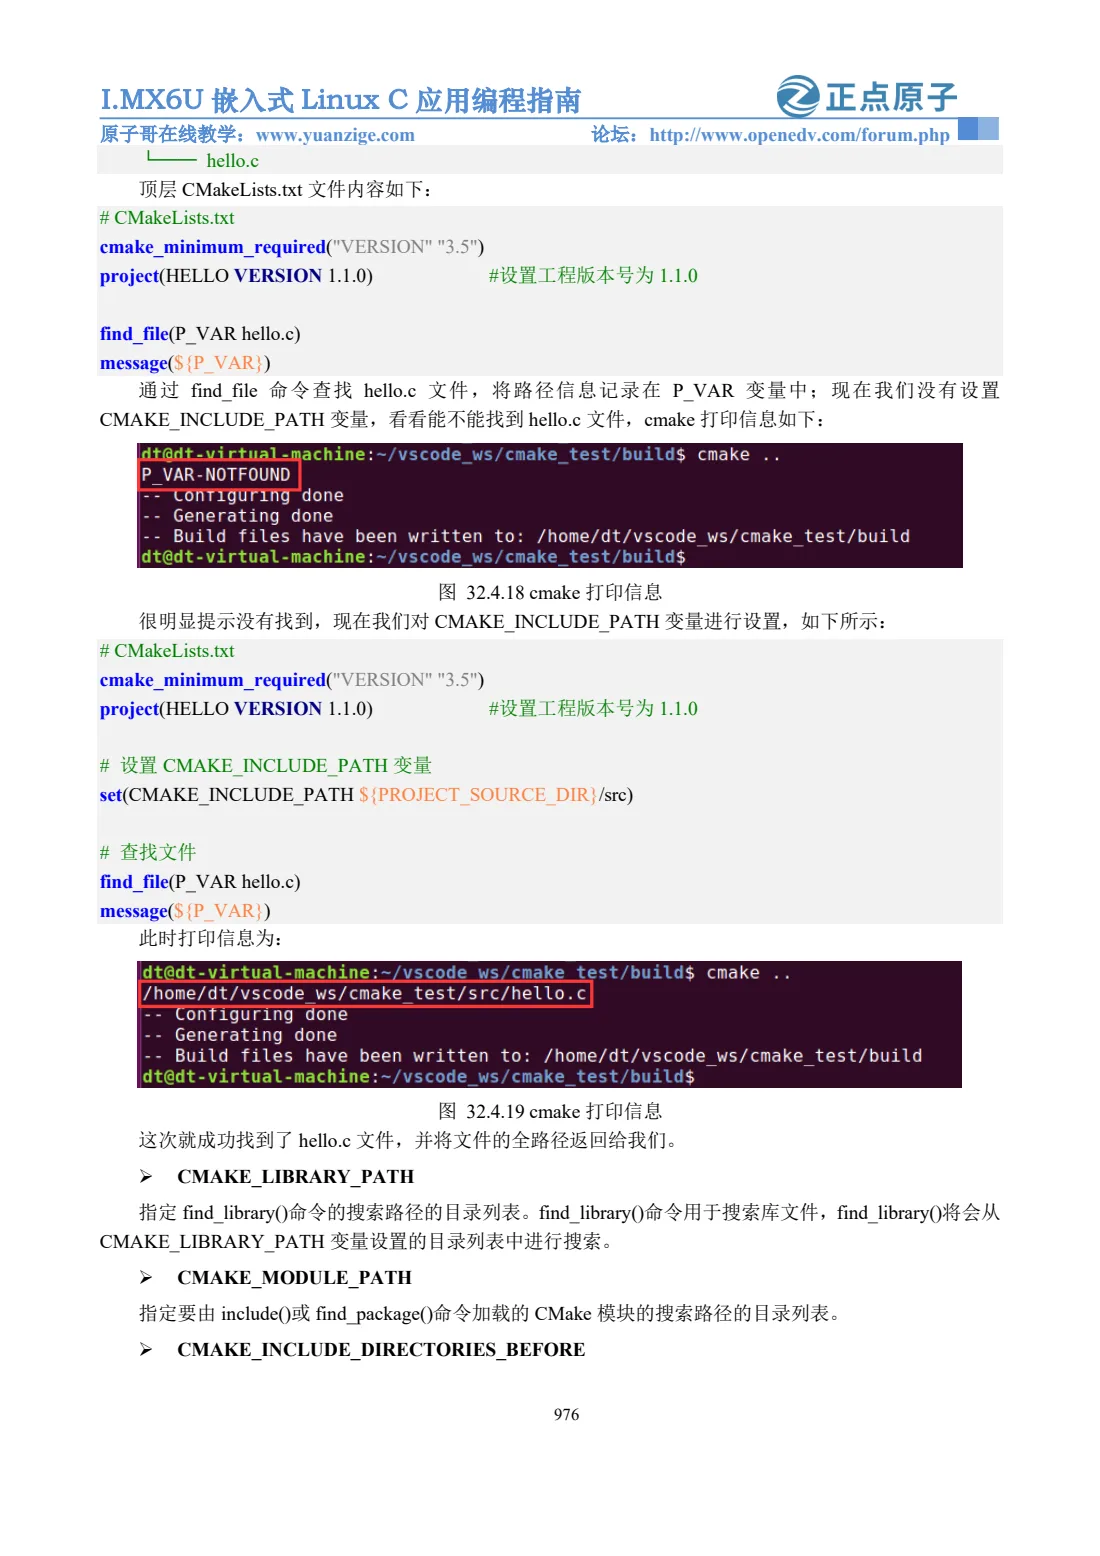 I.MX6U 嵌入式 Linux C 应用编程指南
正点原子
原子哥在线教学：www.yuanzige.com 论坛：http://www.openedv.com/forum.php
└── hello.c
顶层 CMakeLists.txt 文件内容如下：
# CMakeLists.txt
cmake_minimum_required("VERSION" "3.5")
project(HELLO VERSION 1.1.0) #设置工程版本号为 1.1.0
find_file(P_VAR hello.c)
message(${P_VAR})
通过 find_file 命令查找 hello.c 文件，将路径信息记录在 P_VAR 变量中；现在我们没有设置
CMAKE_INCLUDE_PATH 变量，看看能不能找到 hello.c 文件，cmake 打印信息如下：
dt@dt-virtual-machine:~/vscode_ws/cmake_test/build$ cmake ..
P_VAR-NOTFOUND
-- Configuring done
-- Generating done
-- Build files have been written to: /home/dt/vscode_ws/cmake_test/build
dt@dt-virtual-machine:~/vscode_ws/cmake_test/build$
图 32.4.18 cmake 打印信息
很明显提示没有找到，现在我们对 CMAKE_INCLUDE_PATH 变量进行设置，如下所示：
# CMakeLists.txt
cmake_minimum_required("VERSION" "3.5")
project(HELLO VERSION 1.1.0) #设置工程版本号为 1.1.0
# 设置 CMAKE_INCLUDE_PATH 变量
set(CMAKE_INCLUDE_PATH ${PROJECT_SOURCE_DIR}/src)
# 查找文件
find_file(P_VAR hello.c)
message(${P_VAR})
此时打印信息为：
dt@dt-virtual-machine:~/vscode_ws/cmake_test/build$ cmake ..
/home/dt/vscode_ws/cmake_test/src/hello.c
-- Configuring done
-- Generating done
-- Build files have been written to: /home/dt/vscode_ws/cmake_test/build
dt@dt-virtual-machine:~/vscode_ws/cmake_test/build$
图 32.4.19 cmake 打印信息
这次就成功找到了 hello.c 文件，并将文件的全路径返回给我们。
➢ CMAKE_LIBRARY_PATH
指定 find_library()命令的搜索路径的目录列表。find_library()命令用于搜索库文件，find_library()将会从
CMAKE_LIBRARY_PATH 变量设置的目录列表中进行搜索。
➢ CMAKE_MODULE_PATH
指定要由 include()或 find_package()命令加载的 CMake 模块的搜索路径的目录列表。
➢ CMAKE_INCLUDE_DIRECTORIES_BEFORE
976